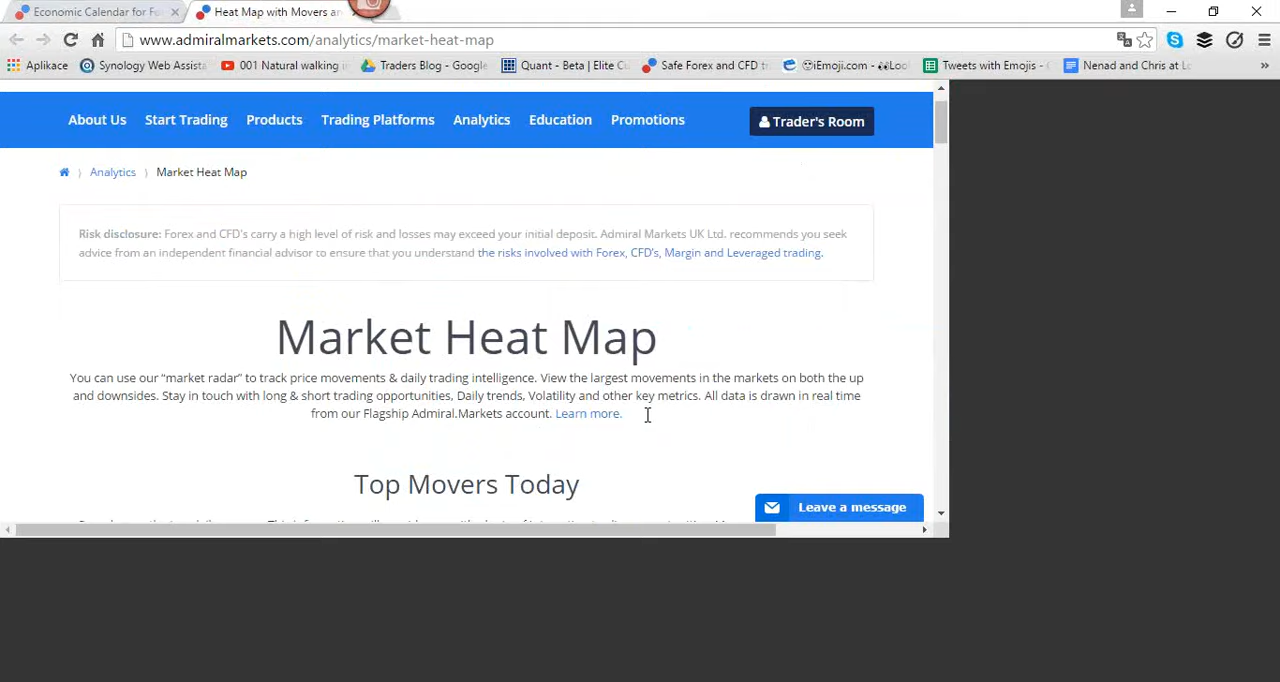 Economic Calendar for F
Heat Map with Movers a
www.admiralmarkets.com/analytics/market-heat-map
Aplikace
Synology Web Assista
001 Natural walking
Traders Blog - Google
Quant - Beta | Elite C
Safe Forex and CFD t
iEmoji.com - 👀Loo
Tweets with Emojis -
Nenad and Chris at L
»
About Us
Start Trading
Products
Trading Platforms
Analytics
Education
Promotions
Trader's Room
Analytics
Market Heat Map
Risk disclosure: Forex and CFD's carry a high level of risk and losses may exceed your initial deposit. Admiral Markets UK Ltd. recommends you seek
advice from an independent financial advisor to ensure that you understand the risks involved with Forex, CFD's, Margin and Leveraged trading.
Market Heat Map
You can use our “market radar” to track price movements & daily trading intelligence. View the largest movements in the markets on both the up
and downsides. Stay in touch with long & short trading opportunities, Daily trends, Volatility and other key metrics. All data is drawn in real time
from our Flagship Admiral.Markets account. Learn more.
Top Movers Today
Leave a message